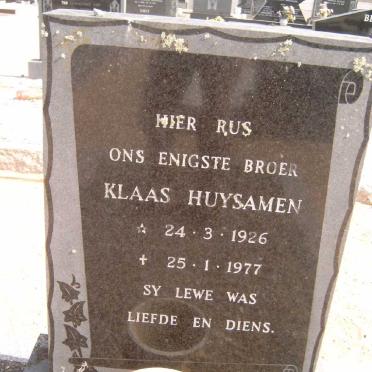 HIER RUS
ONS ENIGSTE BROER
KLAAS HUYSAMEN
☆ 24 · 3 · 1926
✝ 25 · 1 · 1977
SY LEWE WAS
LIEFDE EN DIENS.